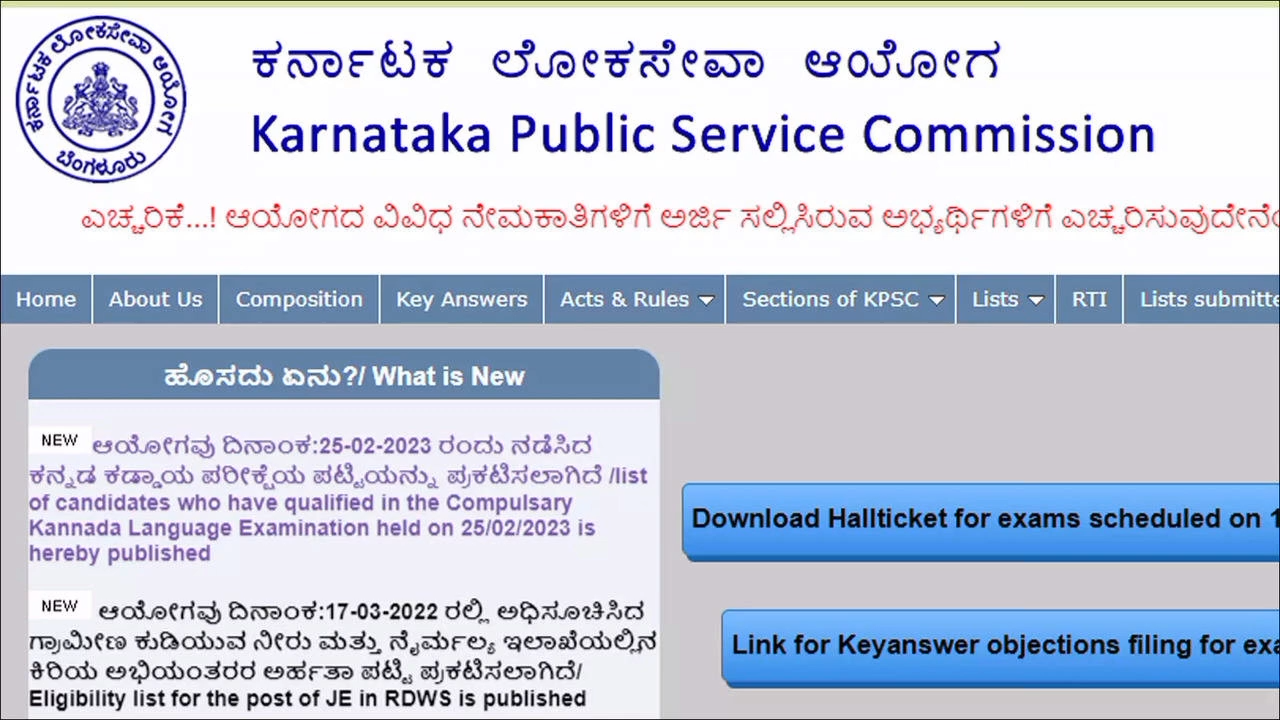 ಕರ್ನಾಟಕ ಲೋಕಸೇವಾ ಆಯೋಗ
ಬೆಂಗಳೂರು
ಕರ್ನಾಟಕ ಲೋಕಸೇವಾ ಆಯೋಗ
Karnataka Public Service Commission
ಎಚ್ಚರಿಕೆ...! ಆಯೋಗದ ವಿವಿಧ ನೇಮಕಾತಿಗಳಿಗೆ ಅರ್ಜಿ ಸಲ್ಲಿಸಿರುವ ಅಭ್ಯರ್ಥಿಗಳಿಗೆ
Home About Us Composition Key Answers Acts & Rules Sections of KPSC Lists RTI Lists
ಹೊಸದು ಏನು?/ What is New
NEW ಆಯೋಗವು ದಿನಾಂಕ:25-02-2023 ರಂದು ನಡೆಸಿದ
ಕನ್ನಡ ಕಡ್ಡಾಯ ಪರೀಕ್ಷೆಯ ಪಟ್ಟಿಯನ್ನು ಪ್ರಕಟಿಸಲಾಗಿದೆ /list
of candidates who have qualified in the Compulsary
Kannada Language Examination held on 25/02/2023 is
hereby published
NEW ಆಯೋಗವು ದಿನಾಂಕ:17-03-2022 ರಲ್ಲಿ ಅಧಿಸೂಚಿಸಿದ
ಗ್ರಾಮೀಣ ಕುಡಿಯುವ ನೀರು ಮತ್ತು ನೈರ್ಮಲ್ಯ ಇಲಾಖೆಯಲ್ಲಿನ
ಕಿರಿಯ ಅಭಿಯಂತರರ ಅರ್ಹತಾ ಪಟ್ಟಿ ಪ್ರಕಟಿಸಲಾಗಿದೆ/
Eligibility list for the post of JE in RDWS is published
Download Hallticket for exams scheduled on
Link for Keyanswer objections filing for